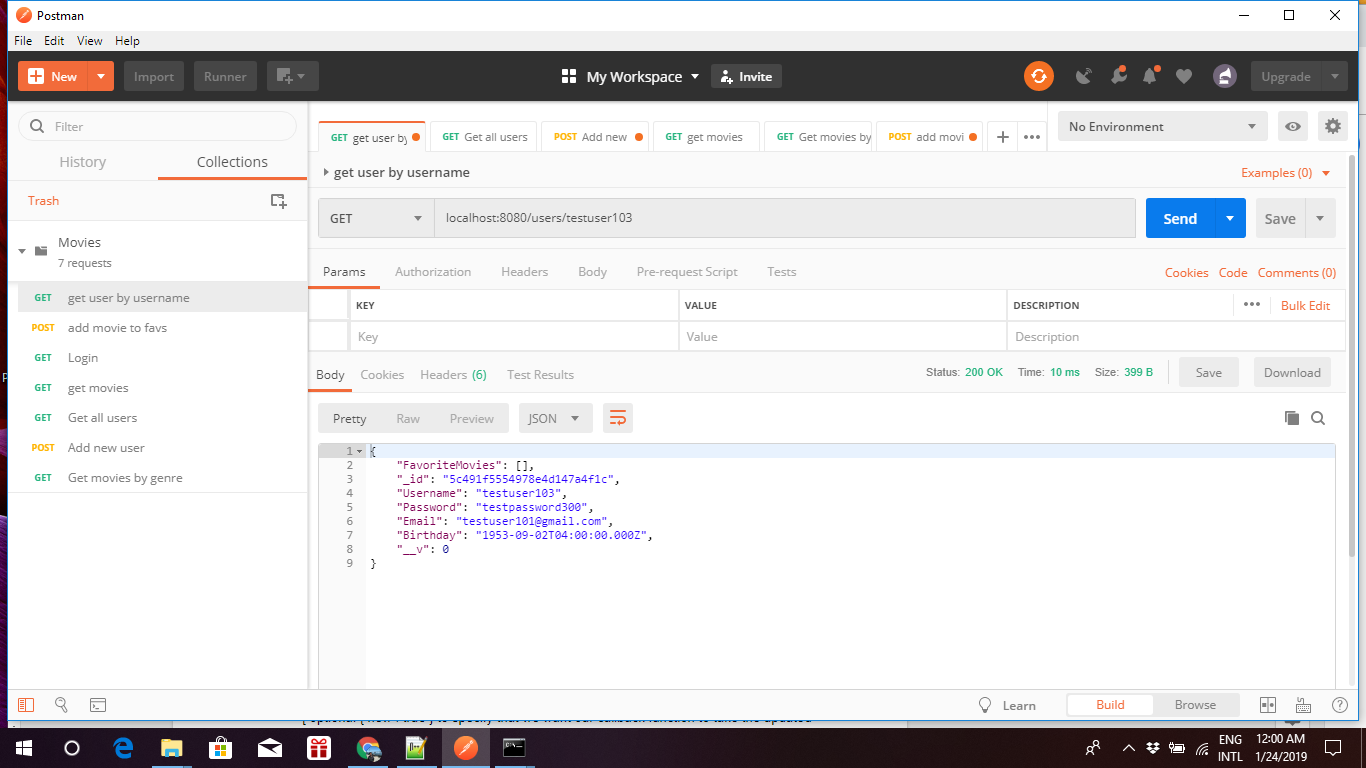 Postman
File Edit View Help
New Import Runner My Workspace Invite Upgrade
Filter
History Collections
Trash
Movies
7 requests
GET get user by username
POST add movie to favs
GET Login
GET get movies
GET Get all users
POST Add new user
GET Get movies by genre
GET get user by GET Get all users POST Add new GET get movies GET Get movies by POST add movi No Environment
get user by username Examples (0)
GET localhost:8080/users/testuser103 Send Save
Params Authorization Headers Body Pre-request Script Tests Cookies Code Comments (0)
KEY VALUE DESCRIPTION Bulk Edit
Key Value Description
Body Cookies Headers (6) Test Results Status: 200 OK Time: 10 ms Size: 399 B Save Download
Pretty Raw Preview JSON
1 {
2 "FavoriteMovies": [],
3 "_id": "5c491f5554978e4d147a4f1c",
4 "Username": "testuser103",
5 "Password": "testpassword300",
6 "Email": "testuser101@gmail.com",
7 "Birthday": "1953-09-02T04:00:00.000Z",
8 "__v": 0
9 }
Learn Build Browse
ENG 12:00 AM
INTL 1/24/2019